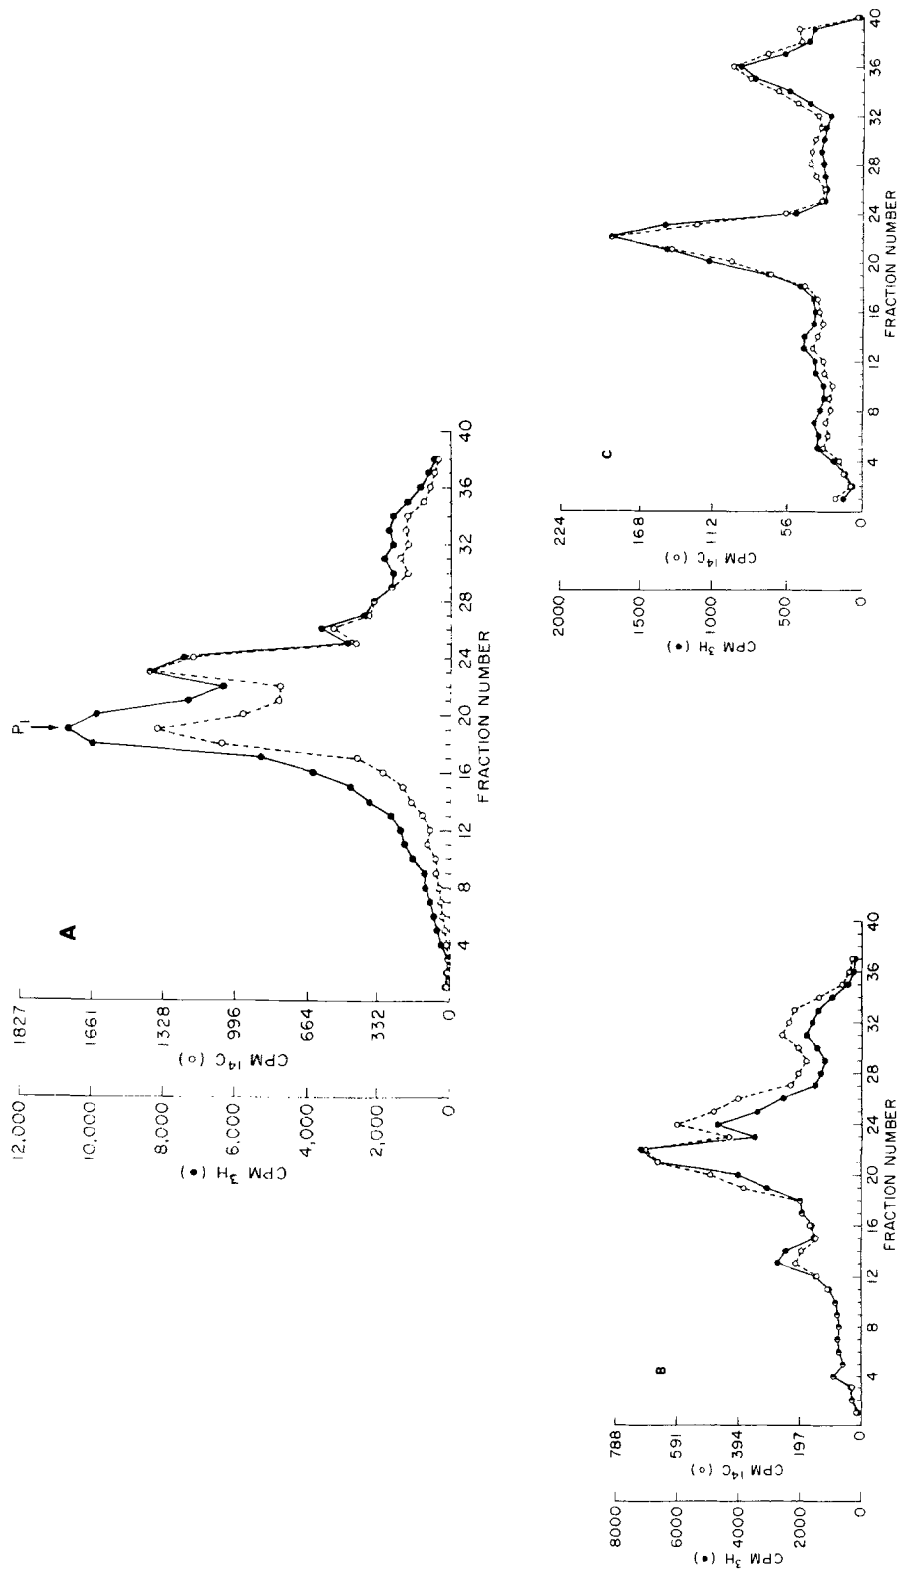 A
P₁
12,000
10,000
8,000
6,000
4,000
2,000
0
CPM ³H (●)
1827
1661
1328
996
664
332
0
CPM ¹⁴C (○)
4 8 12 16 20 24 28 32 36 40
FRACTION NUMBER
B
8000
6000
4000
2000
0
CPM ³H (●)
788
591
394
197
0
CPM ¹⁴C (○)
4 8 12 16 20 24 28 32 36 40
FRACTION NUMBER
C
2000
1500
1000
500
0
CPM ³H (●)
224
168
112
56
0
CPM ¹⁴C (○)
4 8 12 16 20 24 28 32 36 40
FRACTION NUMBER